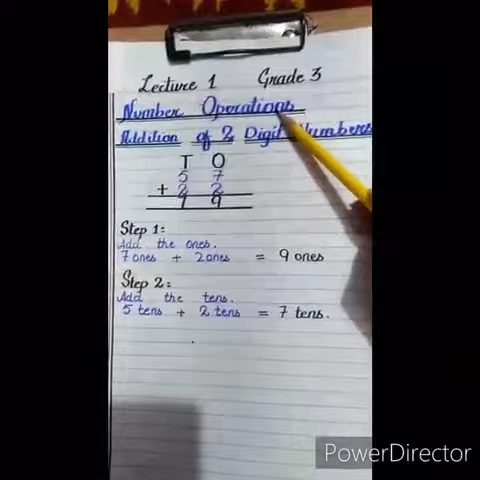 Lecture 1 Grade 3
Number Operations
Addition of 2 Digit Numbers
T O
5 7
+ 2 2
7 9
Step 1:
Add the ones.
7 ones + 2 ones = 9 ones
Step 2:
Add the tens.
5 tens + 2 tens = 7 tens.
PowerDirector